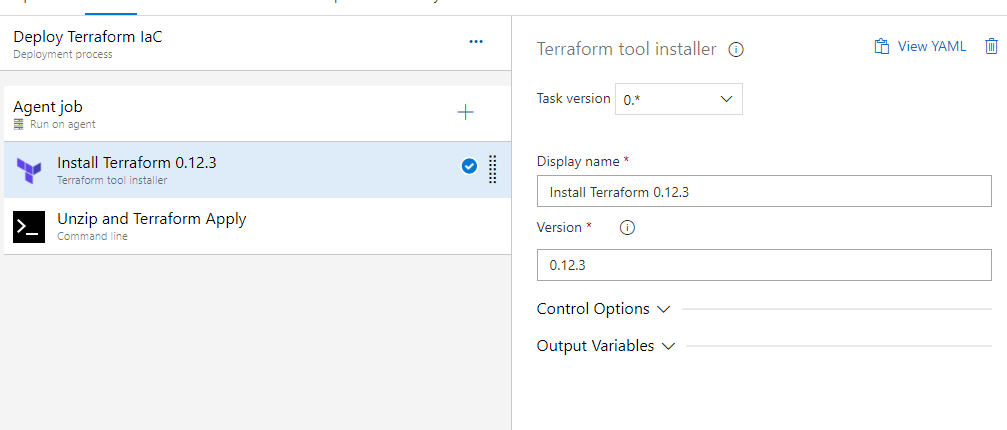 Deploy Terraform IaC
Deployment process
Agent job
Run on agent
Install Terraform 0.12.3
Terraform tool installer
Unzip and Terraform Apply
Command line
Terraform tool installer
View YAML
Task version 0.*
Display name *
Install Terraform 0.12.3
Version *
0.12.3
Control Options
Output Variables